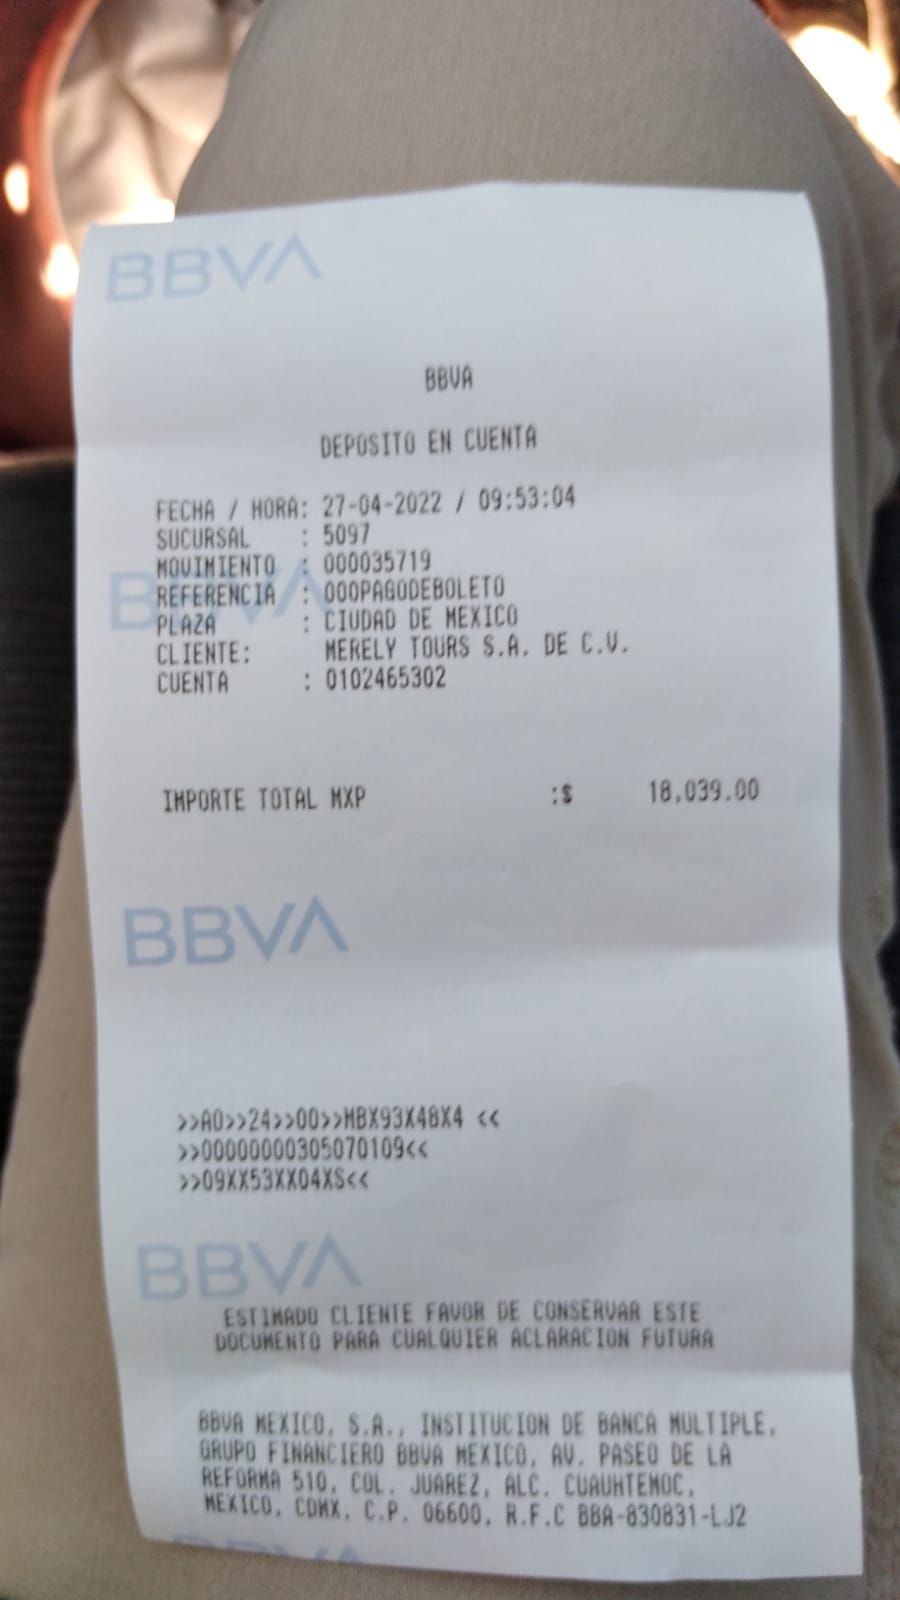 BBVA
BBVA
DEPOSITO EN CUENTA
FECHA / HORA: 27-04-2022 / 09:53:04
SUCURSAL : 5097
MOVIMIENTO : 000035719
BBVA
REFERENCIA : 000PAGODEBOLETO
PLAZA : CIUDAD DE MEXICO
CLIENTE: MERELY TOURS S.A. DE C.V.
CUENTA : 0102465302
IMPORTE TOTAL MXP :$ 18,039.00
BBVA
>>A0>>24>>00>>MBX93X48X4 <<
>>00000000305070109<<
>>09XX53XX04XS<<
BBVA
ESTIMADO CLIENTE FAVOR DE CONSERVAR ESTE
DOCUMENTO PARA CUALQUIER ACLARACION FUTURA
BBVA MEXICO, S.A., INSTITUCION DE BANCA MULTIPLE,
GRUPO FINANCIERO BBVA MEXICO, AV. PASEO DE LA
REFORMA 510, COL. JUAREZ, ALC. CUAUHTEMOC,
MEXICO, CDMX, C.P. 06600, R.F.C BBA-830831-LJ2
BBVA